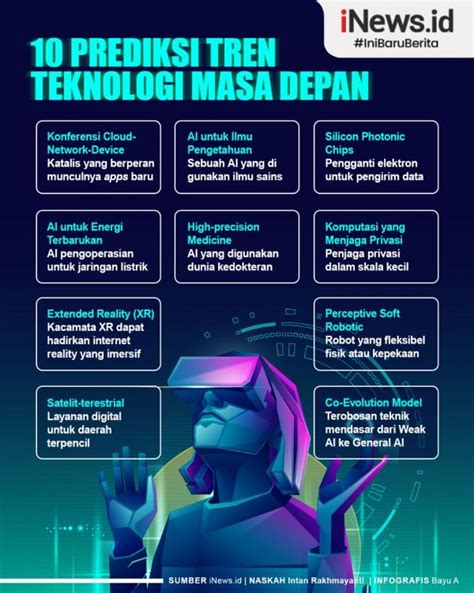 iNews.id
#IniBaruBerita
10 PREDIKSI TREN
TEKNOLOGI MASA DEPAN
Konferensi Cloud-
Network-Device
Katalis yang berperan
munculnya apps baru
AI untuk Ilmu
Pengetahuan
Sebuah AI yang di
gunakan ilmu sains
Silicon Photonic
Chips
Pengganti elektron
untuk pengirim data
AI untuk Energi
Terbarukan
AI pengoperasian
untuk jaringan listrik
High-precision
Medicine
AI yang digunakan
dunia kedokteran
Komputasi yang
Menjaga Privasi
Penjaga privasi
dalam skala kecil
Extended Reality (XR)
Kacamata XR dapat
hadirkan internet
reality yang imersif
Perceptive Soft
Robotic
Robot yang fleksibel
fisik atau kepekaan
Satelit-terestrial
Layanan digital
untuk daerah
terpencil
Co-Evolution Model
Terobosan teknik
mendasar dari Weak
AI ke General AI
SUMBER iNews.id | NASKAH Intan Rakhmayanti | INFOGRAFIS Bayu A